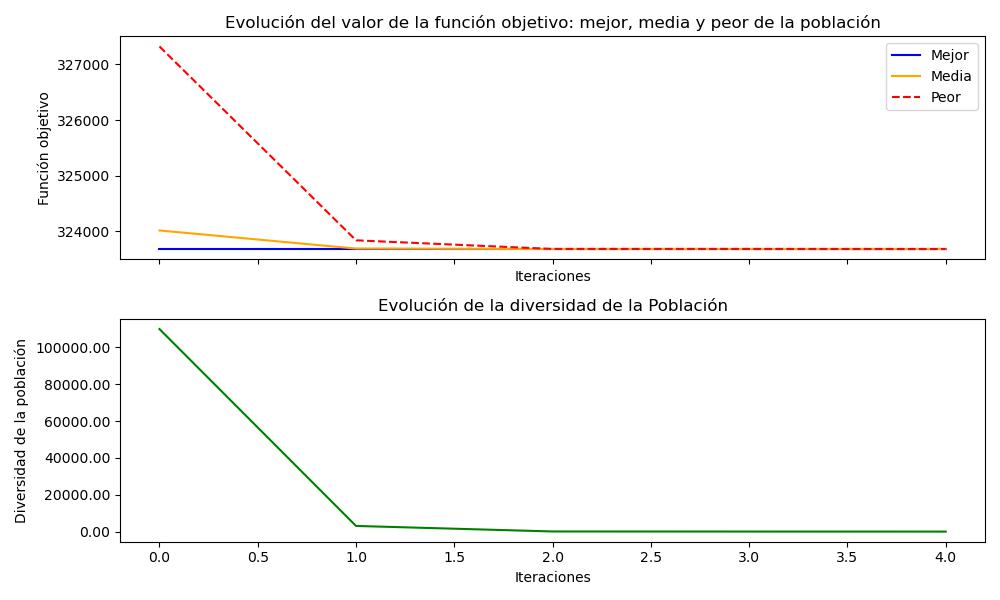 Evolución del valor de la función objetivo: mejor, media y peor de la población
Función objetivo
327000
326000
325000
324000
Mejor
Media
Peor
Iteraciones
Evolución de la diversidad de la Población
Diversidad de la población
100000.00
80000.00
60000.00
40000.00
20000.00
0.00
0.0 0.5 1.0 1.5 2.0 2.5 3.0 3.5 4.0
Iteraciones